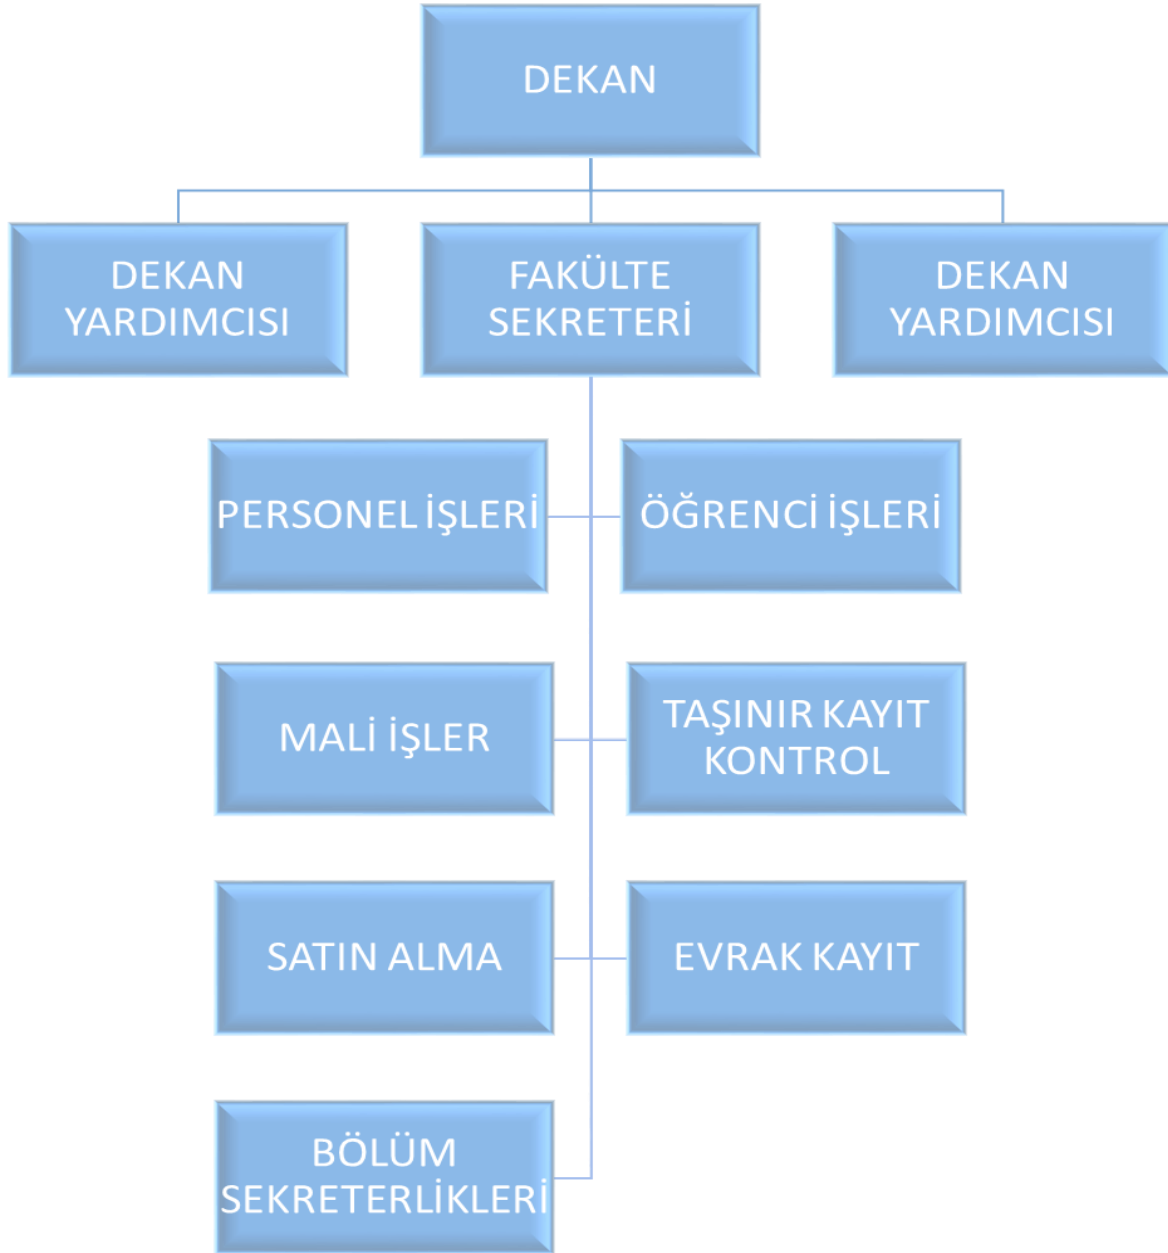 DEKAN
DEKAN
YARDIMCISI
FAKÜLTE
SEKRETERİ
DEKAN
YARDIMCISI
PERSONEL İŞLERİ
ÖĞRENCİ İŞLERİ
MALİ İŞLER
TAŞINIR KAYIT
KONTROL
SATIN ALMA
EVRAK KAYIT
BÖLÜM
SEKRETERLİKLERİ